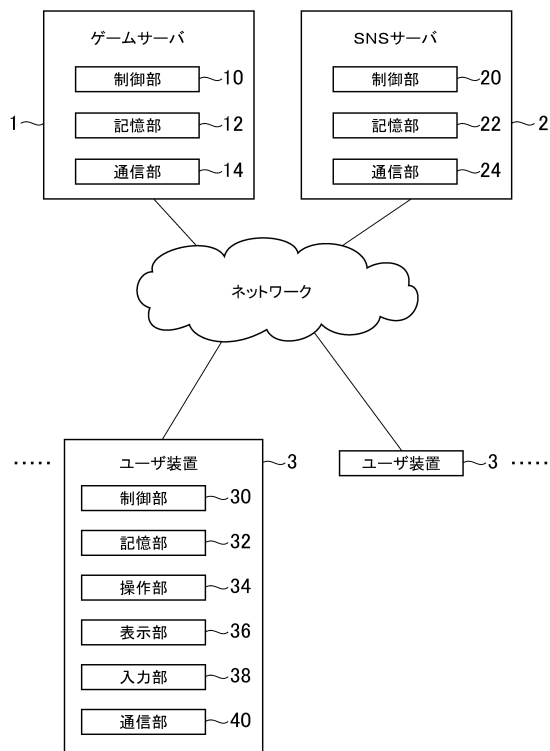 ゲームサーバ
制御部 10
1
記憶部 12
通信部 14
SNSサーバ
制御部 20
記憶部 22
2
通信部 24
ネットワーク
ユーザ装置 3
制御部 30
記憶部 32
操作部 34
表示部 36
入力部 38
通信部 40
ユーザ装置 3